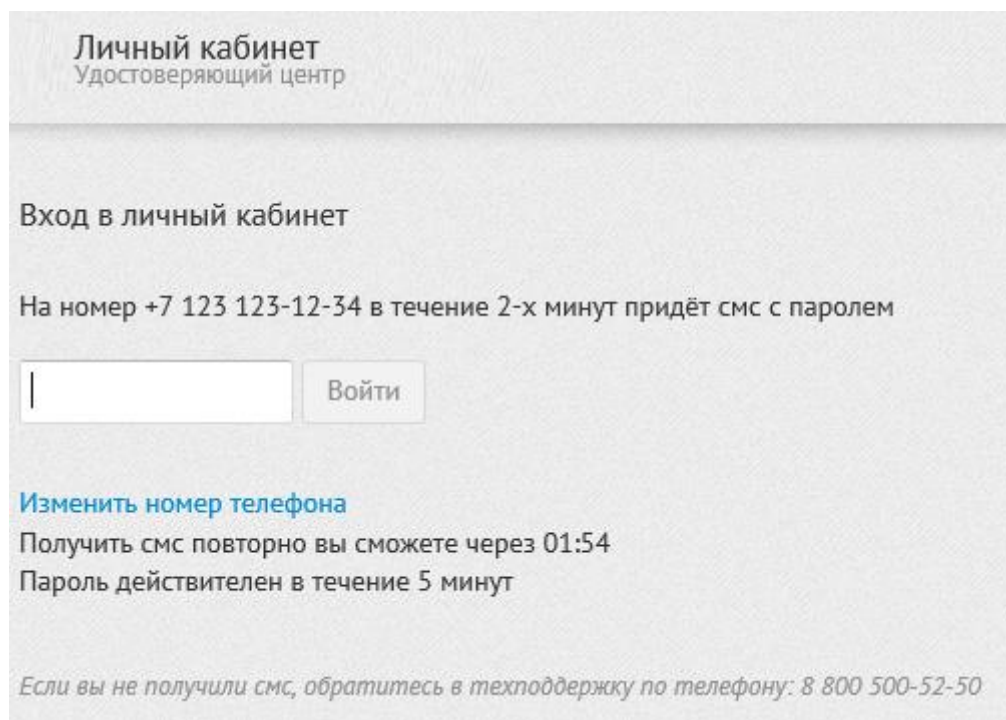 Личный кабинет
Удостоверяющий центр
Вход в личный кабинет
На номер +7 123 123-12-34 в течение 2-х минут придёт смс с паролем
Войти
Изменить номер телефона
Получить смс повторно вы сможете через 01:54
Пароль действителен в течение 5 минут
Если вы не получили смс, обратитесь в техподдержку по телефону: 8 800 500-52-50